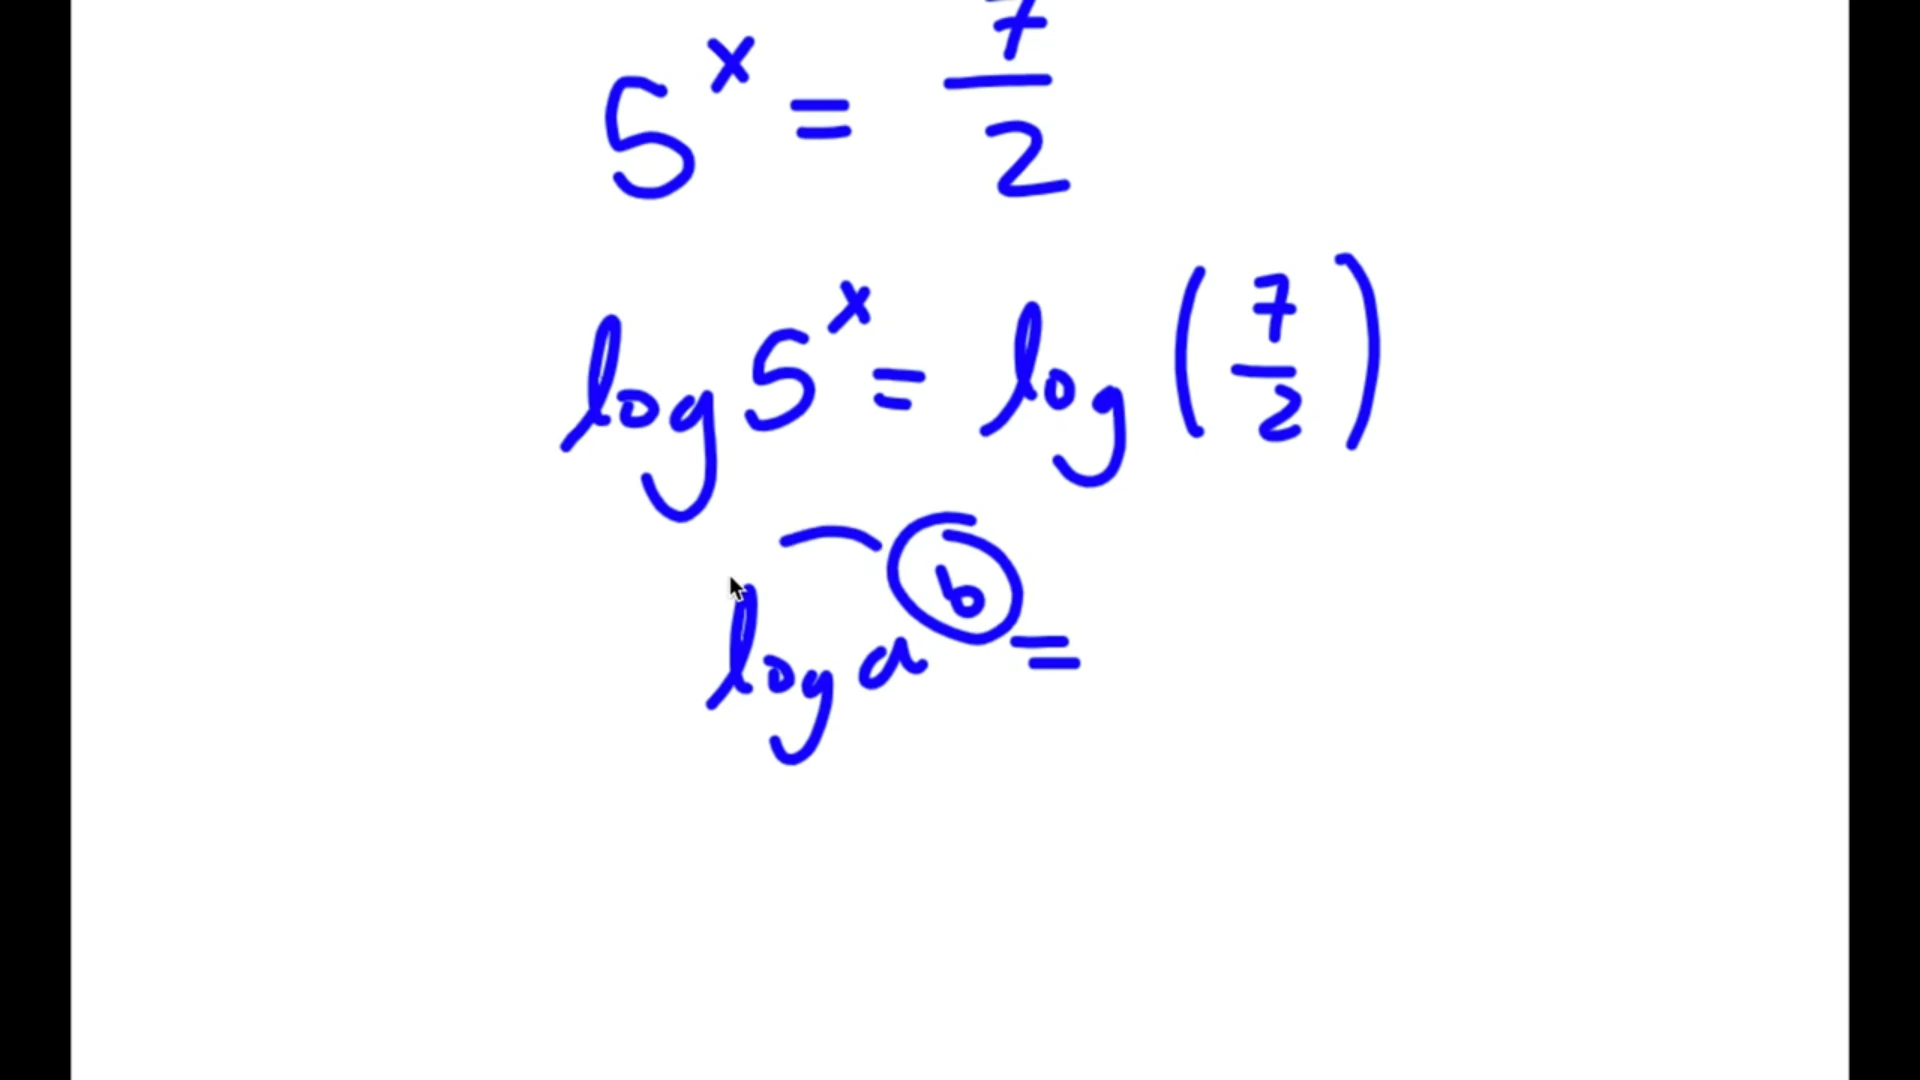 5^x = 7/2
log 5^x = log (7/2)
log a^b =